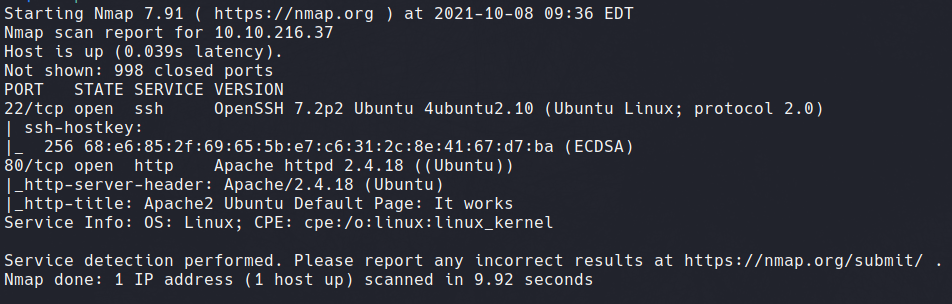 Starting Nmap 7.91 ( https://nmap.org ) at 2021-10-08 09:36 EDT
Nmap scan report for 10.10.216.37
Host is up (0.039s latency).
Not shown: 998 closed ports
PORT   STATE SERVICE VERSION
22/tcp open  ssh     OpenSSH 7.2p2 Ubuntu 4ubuntu2.10 (Ubuntu Linux; protocol 2.0)
| ssh-hostkey:
|_  256 68:e6:85:2f:69:65:5b:e7:c6:31:2c:8e:41:67:d7:ba (ECDSA)
80/tcp open  http    Apache httpd 2.4.18 ((Ubuntu))
|_http-server-header: Apache/2.4.18 (Ubuntu)
|_http-title: Apache2 Ubuntu Default Page: It works
Service Info: OS: Linux; CPE: cpe:/o:linux:linux_kernel

Service detection performed. Please report any incorrect results at https://nmap.org/submit/ .
Nmap done: 1 IP address (1 host up) scanned in 9.92 seconds